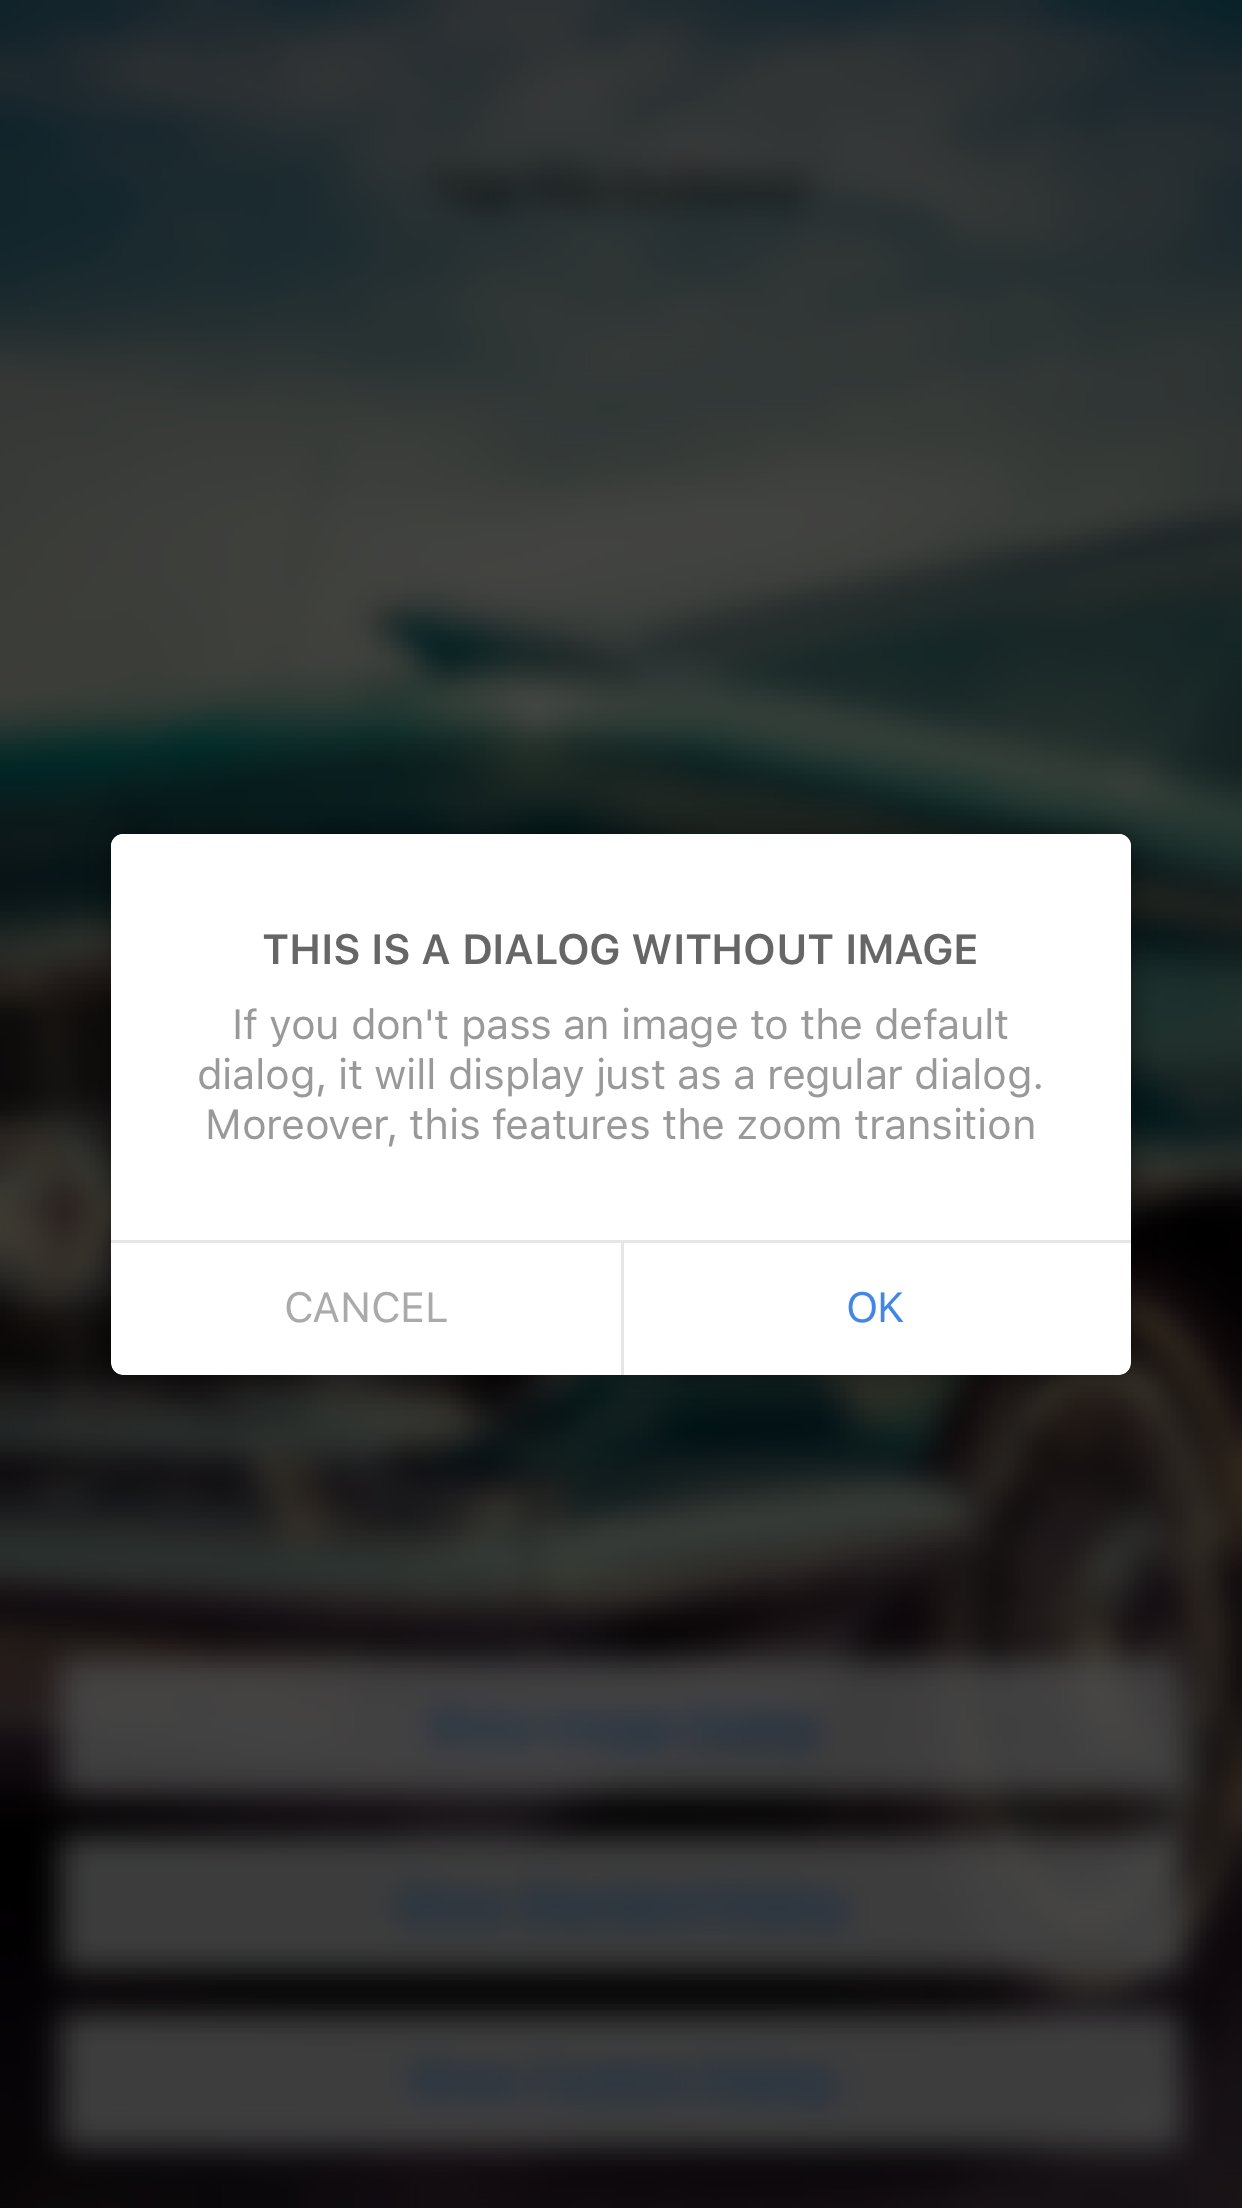 THIS IS A DIALOG WITHOUT IMAGE
If you don't pass an image to the default
dialog, it will display just as a regular dialog.
Moreover, this features the zoom transition
CANCEL
OK